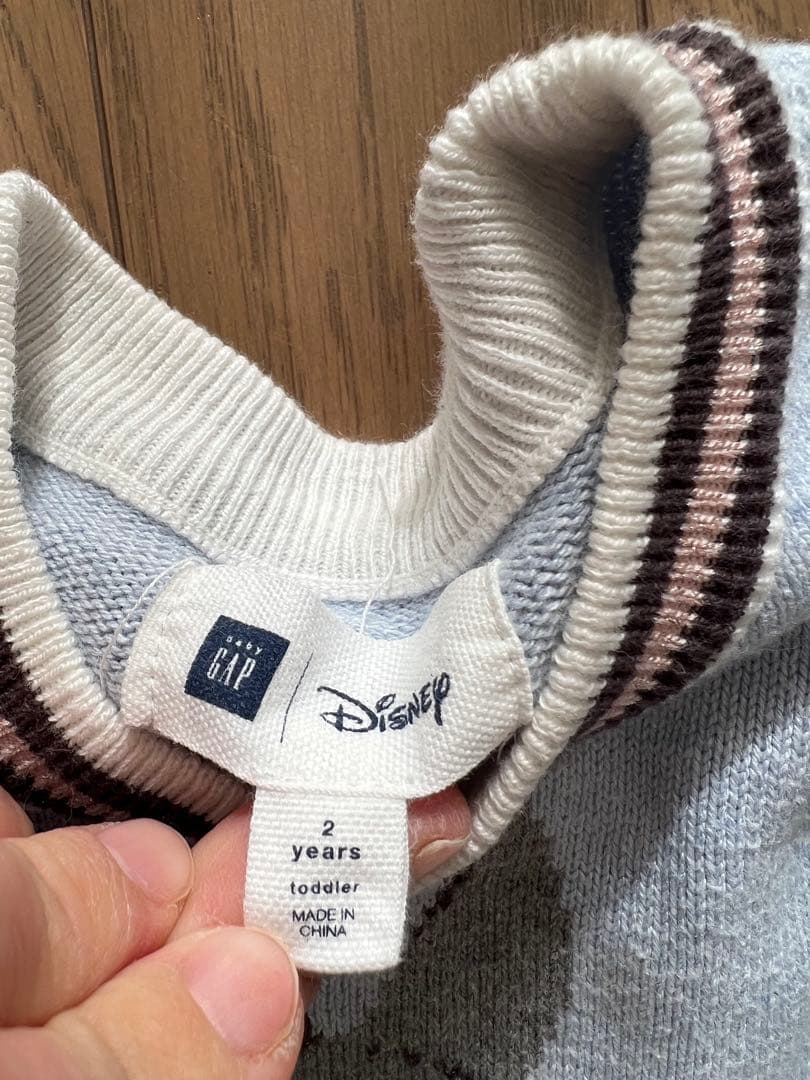 baby
GAP
Disney
2
years
toddler
MADE IN
CHINA